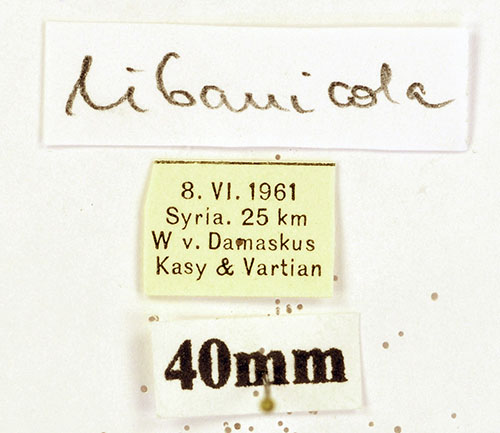 libanicola
8. VI. 1961
Syria. 25 km
W v. Damaskus
Kasy & Vartian
40mm